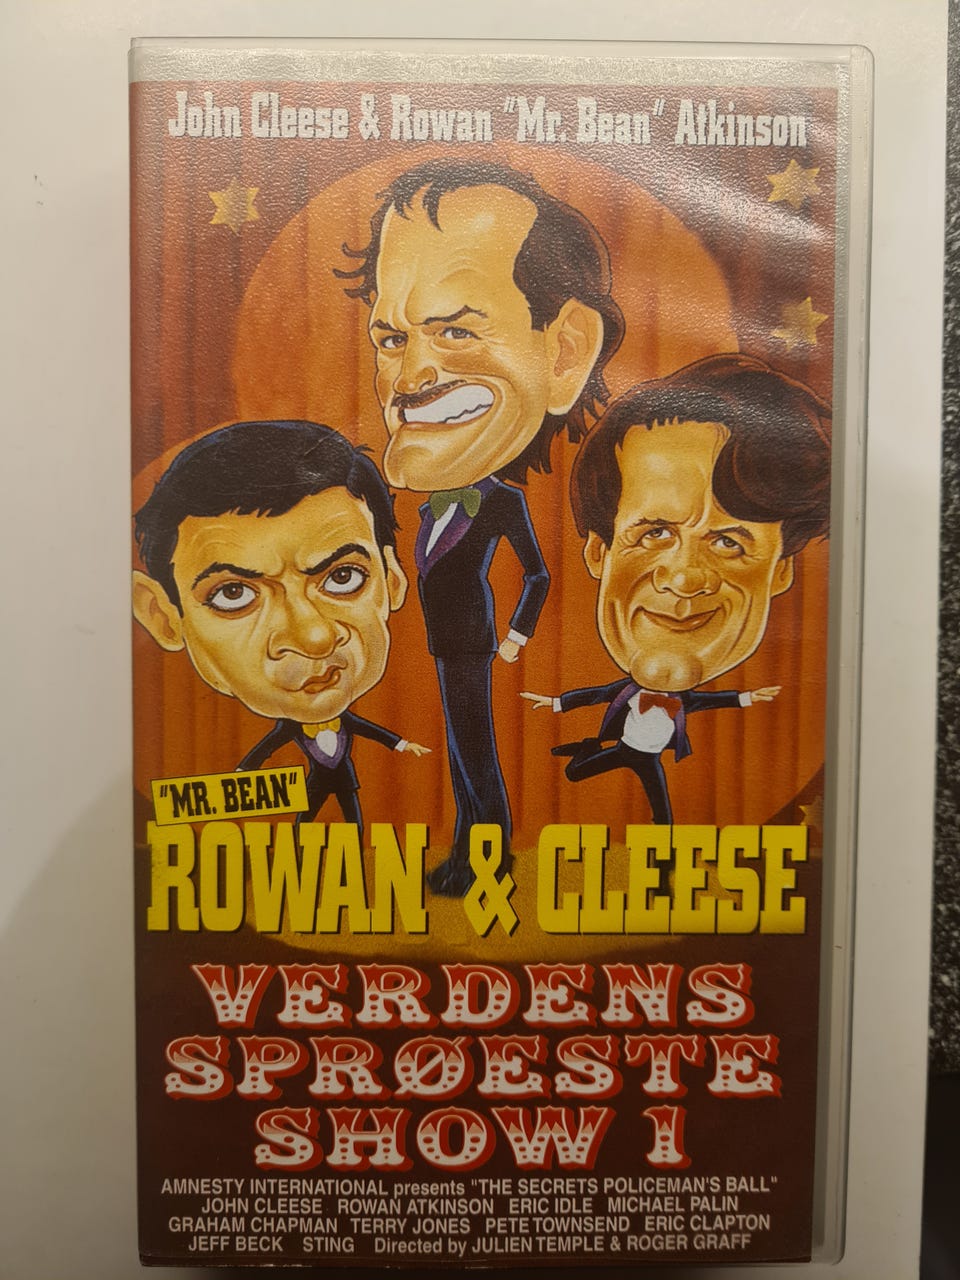 John Cleese & Rowan "Mr. Bean" Atkinson
"MR. BEAN"
ROWAN & CLEESE
VERDENS
SPRØESTE
SHOW 1
AMNESTY INTERNATIONAL presents "THE SECRETS POLICEMAN'S BALL"
JOHN CLEESE ROWAN ATKINSON ERIC IDLE MICHAEL PALIN
GRAHAM CHAPMAN TERRY JONES PETE TOWNSEND ERIC CLAPTON
JEFF BECK STING Directed by JULIEN TEMPLE & ROGER GRAFF